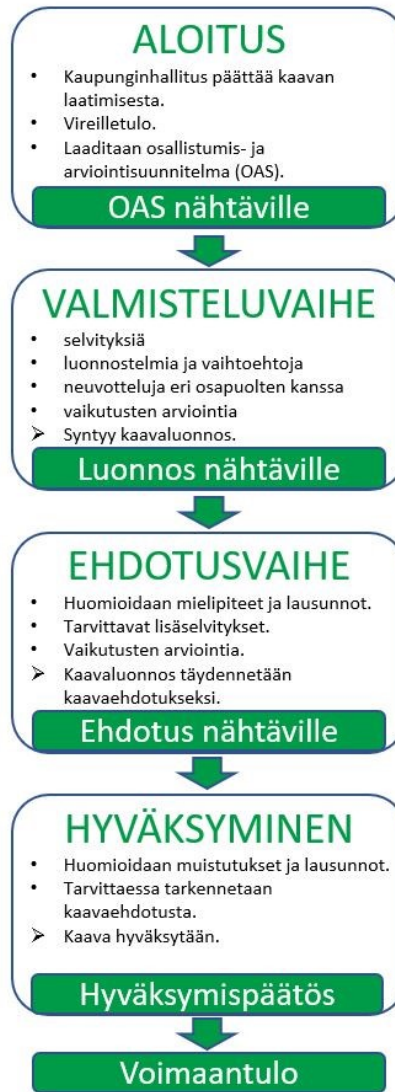 ALOITUS
• Kaupunginhallitus päättää kaavan
laatimisesta.
• Vireilletulo.
• Laaditaan osallistumis- ja
arviointisuunnitelma (OAS).
OAS nähtäville
VALMISTELUVAIHE
• selvityksiä
• luonnostelmia ja vaihtoehtoja
• neuvotteluja eri osapuolten kanssa
• vaikutusten arviointia
➢ Syntyy kaavaluonnos.
Luonnos nähtäville
EHDOTUSVAIHE
• Huomioidaan mielipiteet ja lausunnot.
• Tarvittavat lisäselvitykset.
• Vaikutusten arviointia.
➢ Kaavaluonnos täydennetään
kaavaehdotukseksi.
Ehdotus nähtäville
HYVÄKSYMINEN
• Huomioidaan muistutukset ja lausunnot.
• Tarvittaessa tarkennetaan
kaavaehdotusta.
➢ Kaava hyväksytään.
Hyväksymispäätös
Voimaantulo